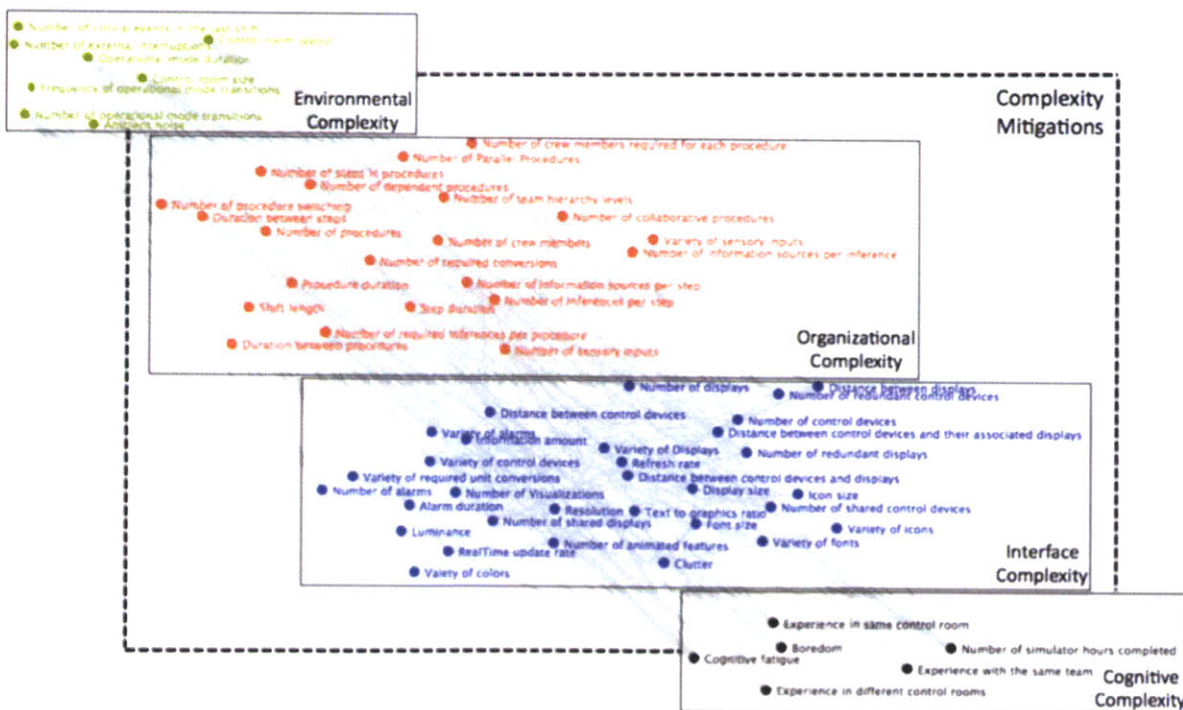 Number of critical events in the last shift
Control room layout
Number of external interruptions
Operational mode duration
Control room size
Frequency of operational mode transitions
Number of operational mode transitions
Ambient noise
Environmental
Complexity
Complexity
Mitigations
Number of crew members required for each procedure
Number of Parallel Procedures
Number of steps in procedures
Number of dependent procedures
Number of team hierarchy levels
Number of procedure switching
Duration between steps
Number of collaborative procedures
Number of procedures
Number of crew members
Variety of sensory inputs
Number of information sources per inference
Number of required conversions
Procedure duration
Number of information sources per step
Number of inferences per step
Shift length
Step duration
Number of required inferences per procedure
Duration between procedures
Number of sensory inputs
Organizational
Complexity
Number of displays
Distance between displays
Number of redundant control devices
Distance between control devices
Number of control devices
Variety of alarms
Information amount
Distance between control devices and their associated displays
Variety of Displays
Number of redundant displays
Variety of control devices
Refresh rate
Variety of required unit conversions
Distance between control devices and displays
Number of alarms
Number of Visualizations
Display size
Icon size
Alarm duration
Resolution
Text to graphics ratio
Number of shared control devices
Number of shared displays
Font size
Variety of icons
Luminance
Number of animated features
Variety of fonts
RealTime update rate
Clutter
Vaiety of colors
Interface
Complexity
Experience in same control room
Boredom
Number of simulator hours completed
Cognitive fatigue
Experience with the same team
Experience in different control rooms
Cognitive
Complexity